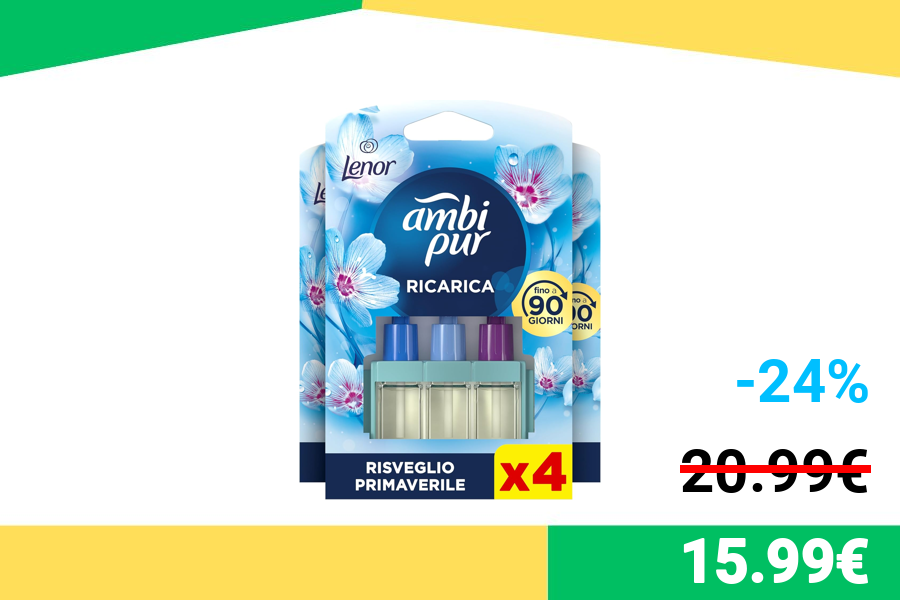 Lenor
ambi
pur
RICARICA
fino a
90
GIORNI
RISVEGLIO
PRIMAVERILE
x4
-24%
20.99€
15.99€